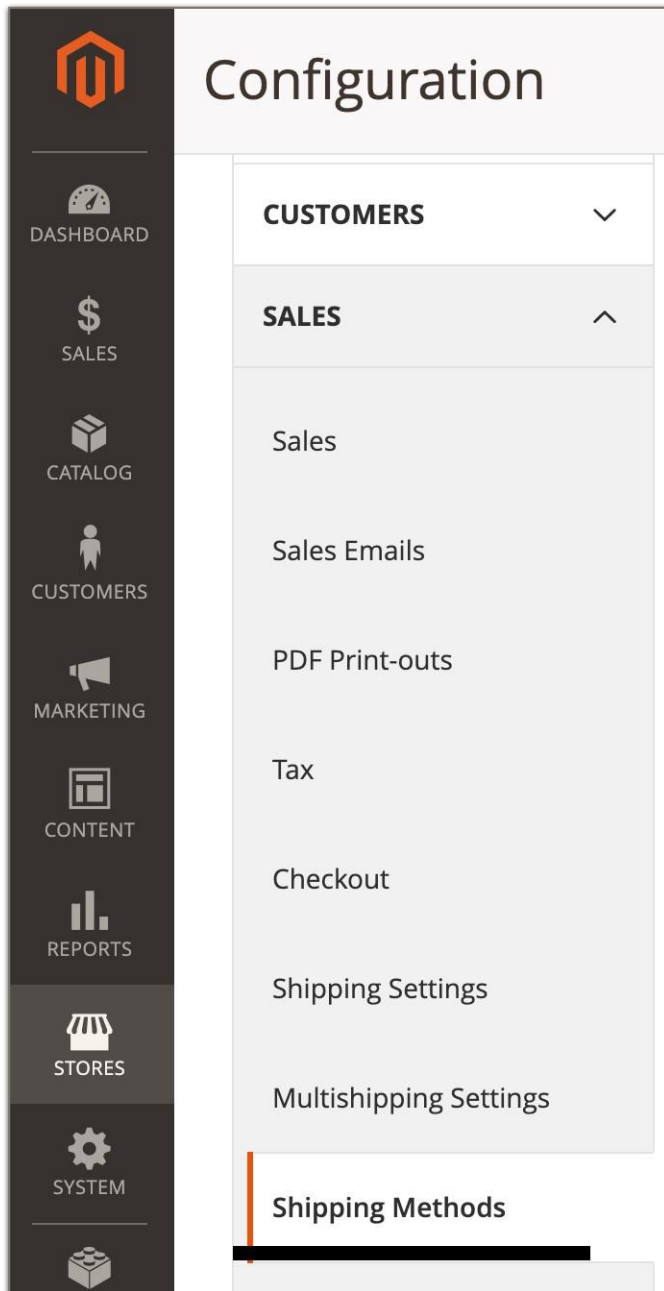 Configuration
DASHBOARD
SALES
CATALOG
CUSTOMERS
MARKETING
CONTENT
REPORTS
STORES
SYSTEM
CUSTOMERS
SALES
Sales
Sales Emails
PDF Print-outs
Tax
Checkout
Shipping Settings
Multishipping Settings
Shipping Methods